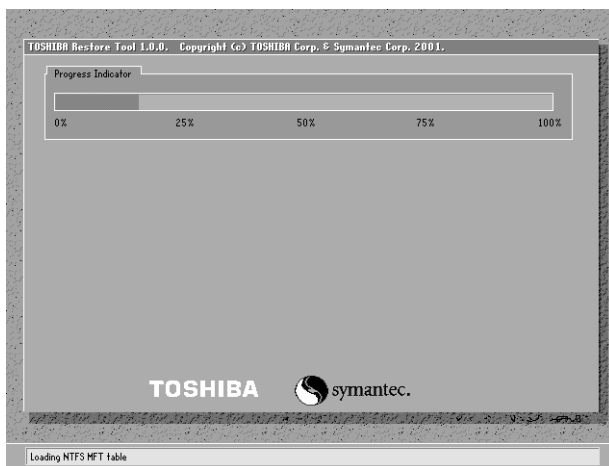 TOSHIBA Restore Tool 1.0.0. Copyright (c) TOSHIBA Corp. & Symantec Corp. 2001.
Progress Indicator
0% 25% 50% 75% 100%
TOSHIBA symantec.
Loading NTFS MFT table